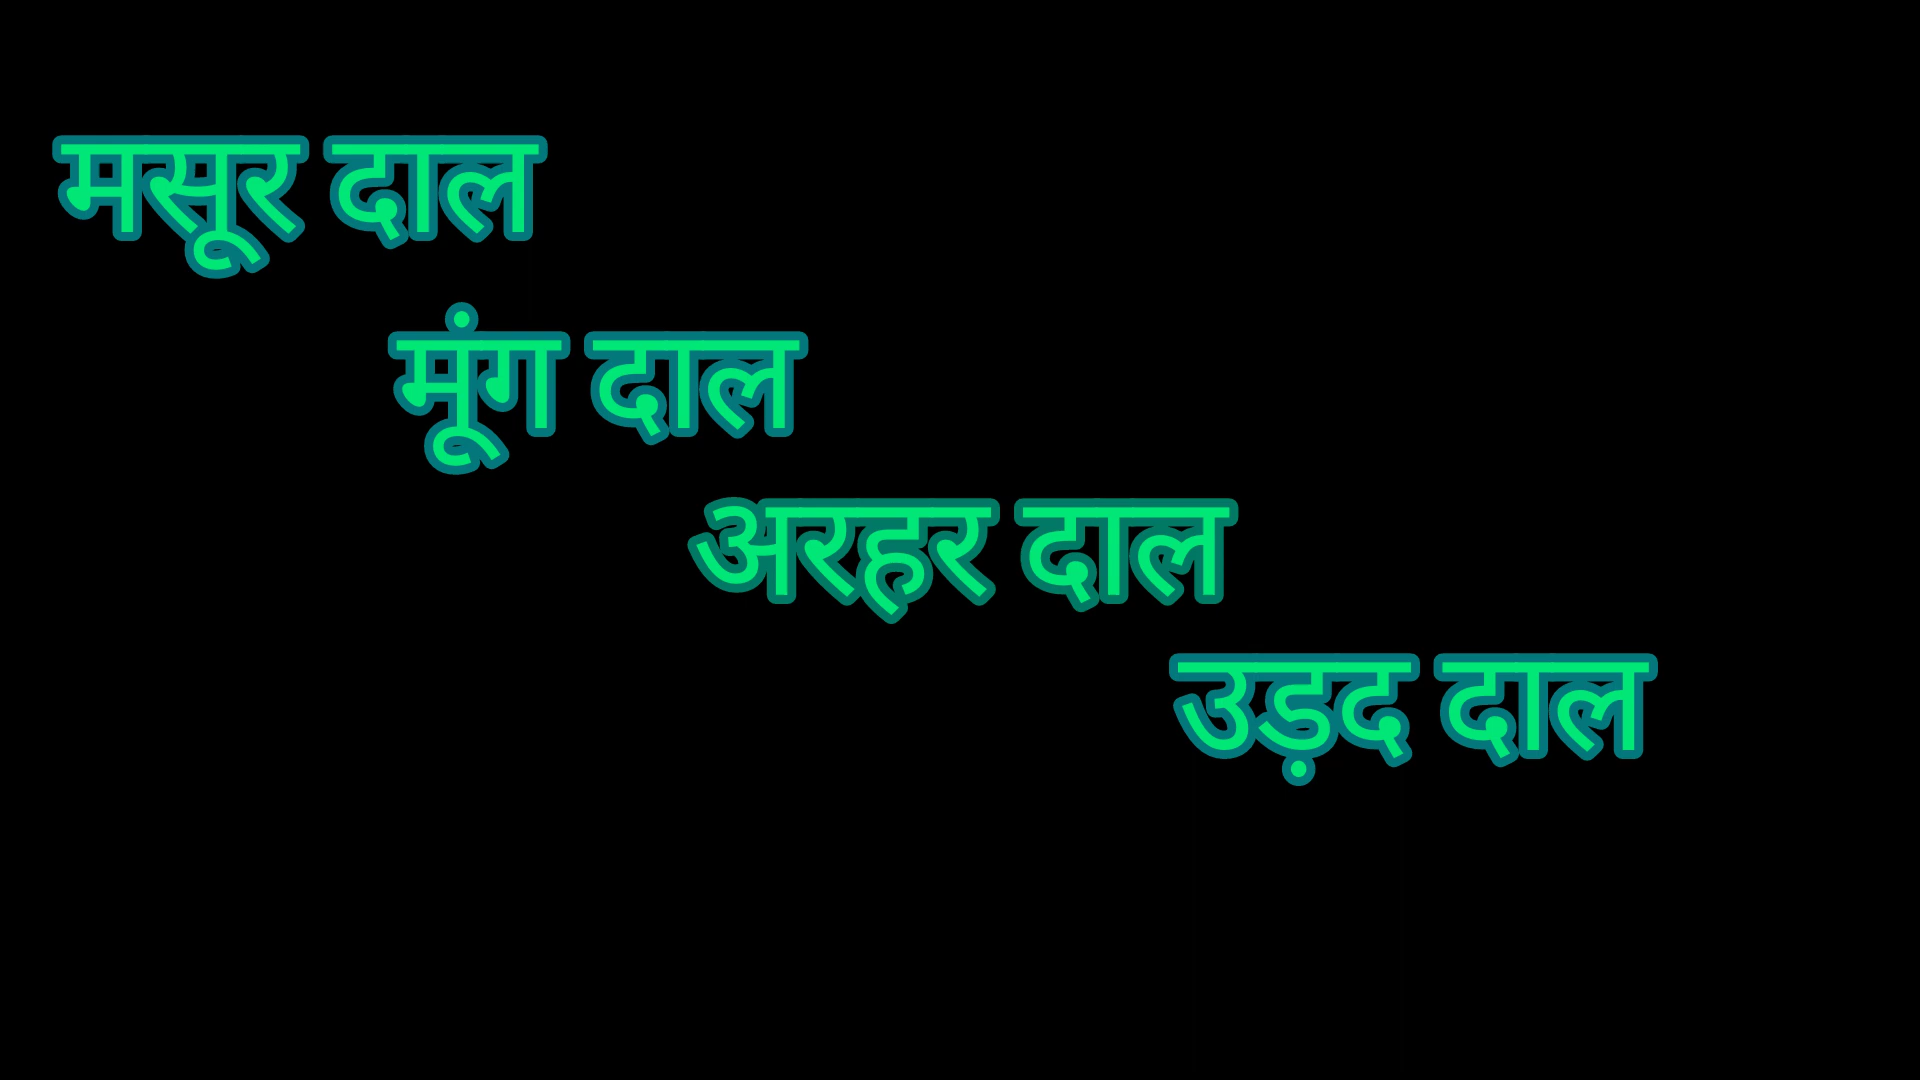 मसूर दाल
मूंग दाल
अरहर दाल
उड़द दाल